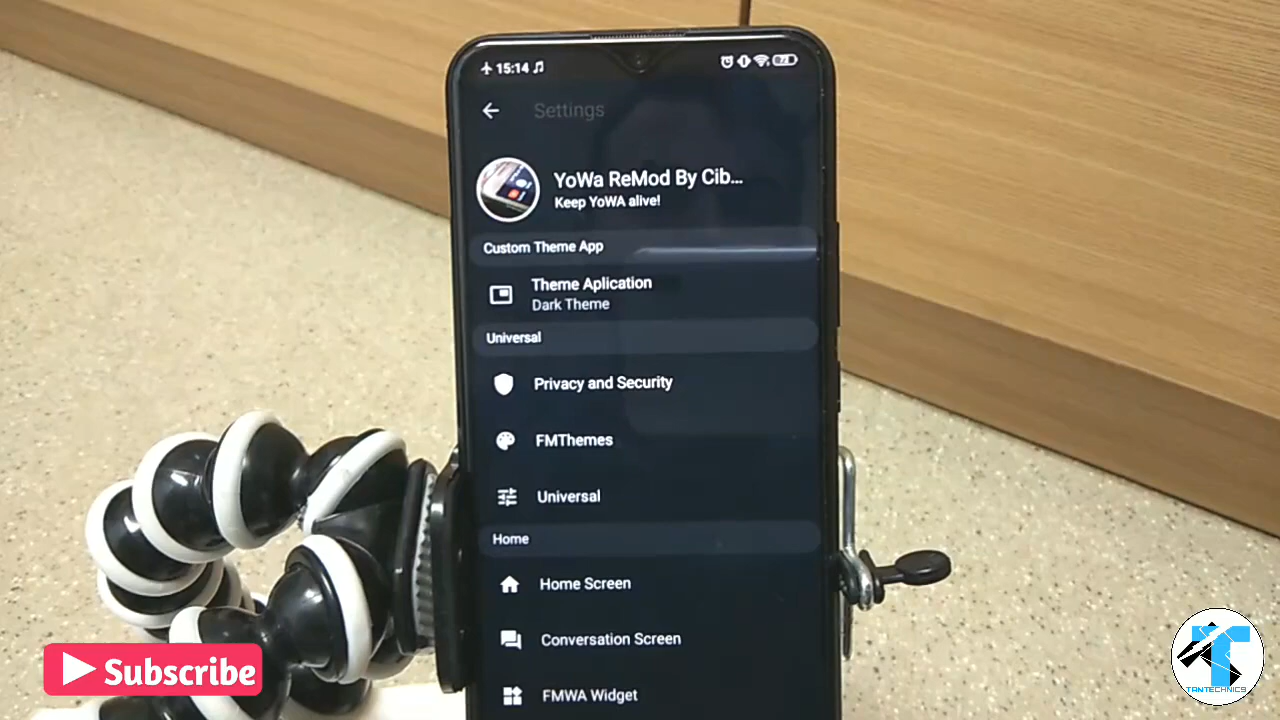 15:14
Settings
YoWa ReMod By Cib...
Keep YoWA alive!
Custom Theme App
Theme Aplication
Dark Theme
Universal
Privacy and Security
FMThemes
Universal
Home
Home Screen
Conversation Screen
FMWA Widget
Subscribe
TANTECHNICS